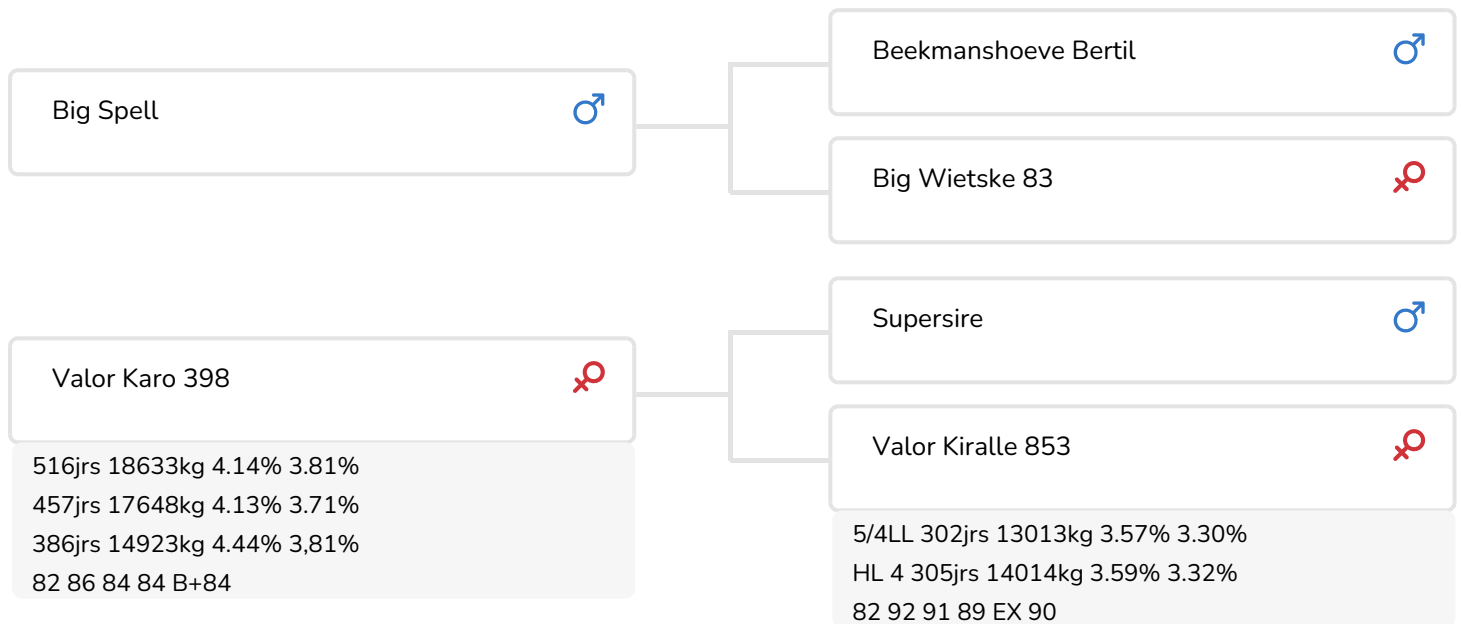 Big Spell
Beekmanshoeve Bertil
Big Wietske 83
Valor Karo 398
516jrs 18633kg 4.14% 3.81%
457jrs 17648kg 4.13% 3.71%
386jrs 14923kg 4.44% 3,81%
82 86 84 84 B+84
Supersire
Valor Kiralle 853
5/4LL 302jrs 13013kg 3.57% 3.30%
HL 4 305jrs 14014kg 3.59% 3.32%
82 92 91 89 EX 90